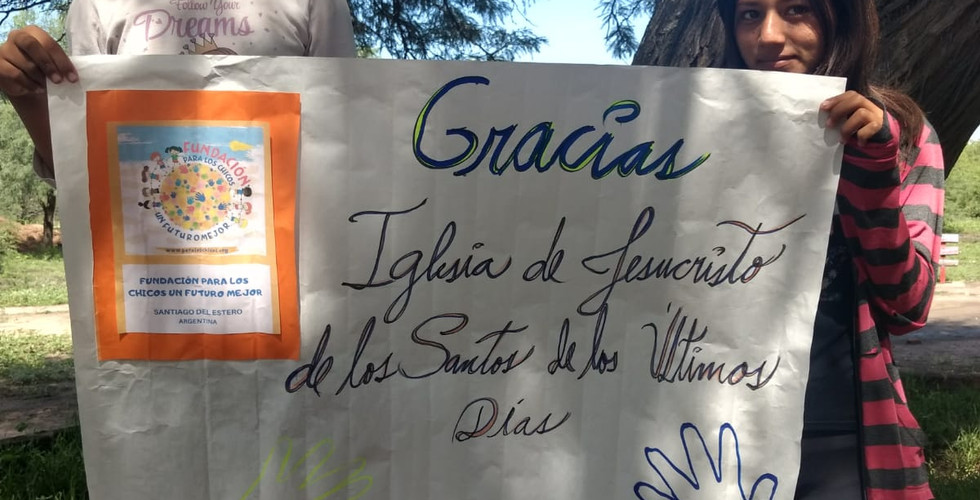 Follow Your
Dreams
Gracias
Iglesia de Jesucristo
de los Santos de los Últimos
Días
FUNDACIÓN
PARA LOS CHICOS
UN FUTURO MEJOR
FUNDACIÓN PARA LOS
CHICOS UN FUTURO MEJOR
SANTIAGO DEL ESTERO
ARGENTINA